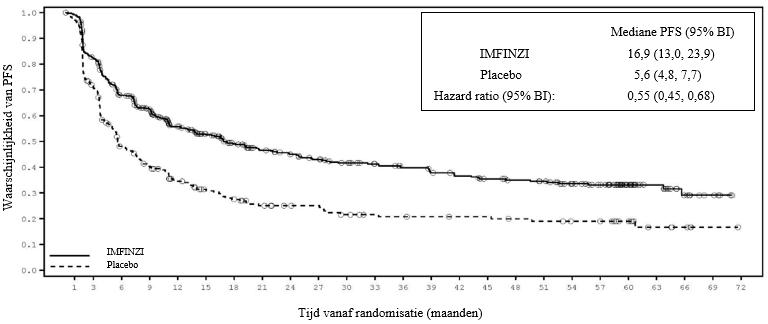 Mediane PFS (95% BI)
IMFINZI 16,9 (13,0, 23,9)
Placebo 5,6 (4,8, 7,7)
Hazard ratio (95% BI): 0,55 (0,45, 0,68)
Waarschijnlijkheid van PFS
1.0
0.9
0.8
0.7
0.6
0.5
0.4
0.3
0.2
0.1
0.0
IMFINZI
Placebo
1 3 6 9 12 15 18 21 24 27 30 33 36 39 42 45 48 51 54 57 60 63 66 69 72
Tijd vanaf randomisatie (maanden)